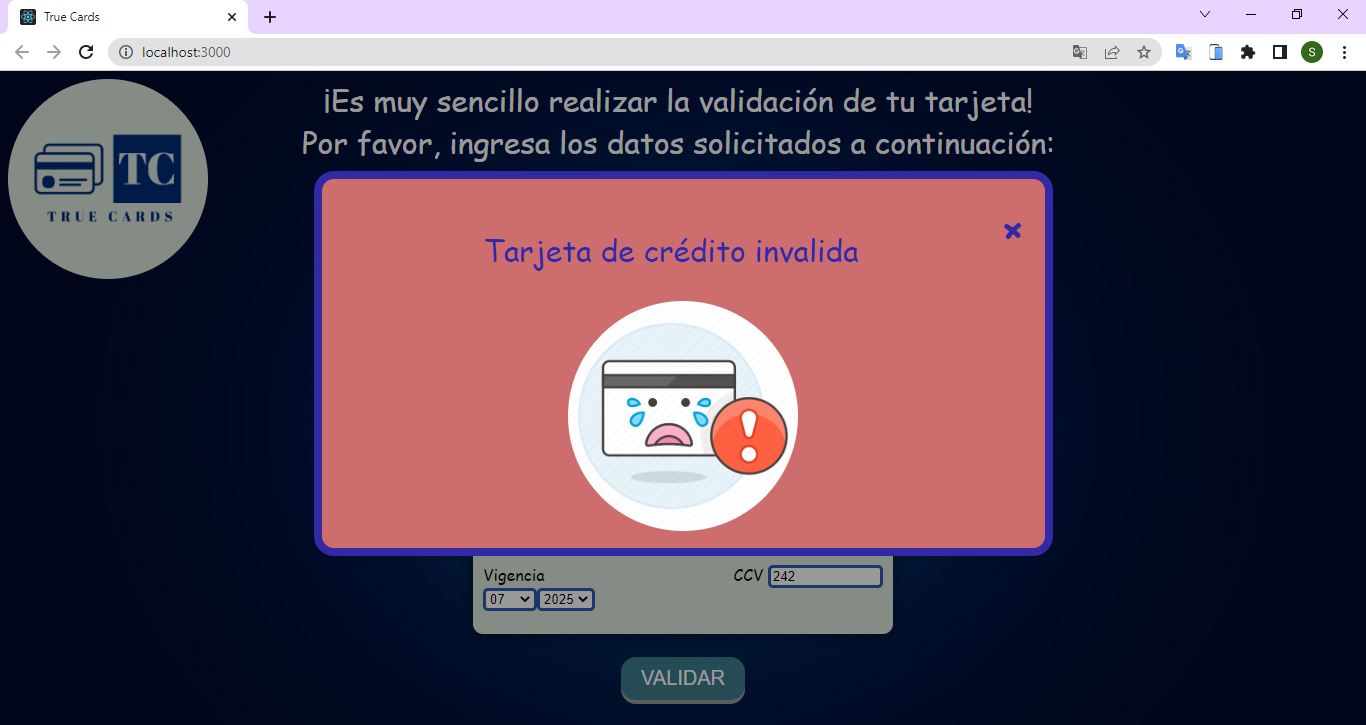 True Cards
localhost:3000
S
¡Es muy sencillo realizar la validación de tu tarjeta!
Por favor, ingresa los datos solicitados a continuación:
TC
TRUE CARDS
Tarjeta de crédito invalida
Vigencia
CCV 242
07 2025
VALIDAR